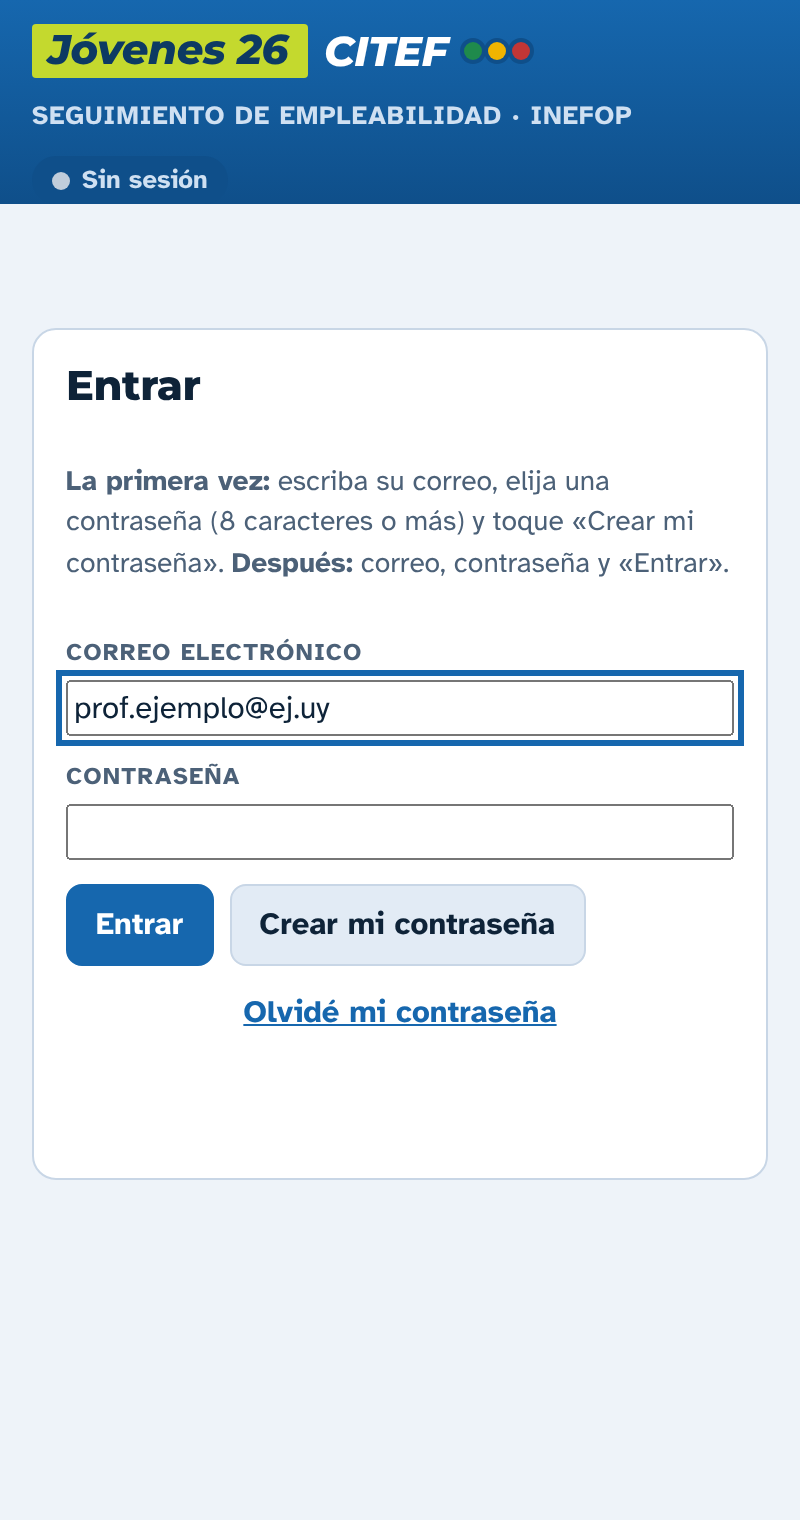 Jóvenes 26 CITEF
SEGUIMIENTO DE EMPLEABILIDAD · INEFOP
Sin sesión
Entrar
La primera vez: escriba su correo, elija una
contraseña (8 caracteres o más) y toque «Crear mi
contraseña». Después: correo, contraseña y «Entrar».
CORREO ELECTRÓNICO
prof.ejemplo@ej.uy
CONTRASEÑA
Entrar Crear mi contraseña
Olvidé mi contraseña